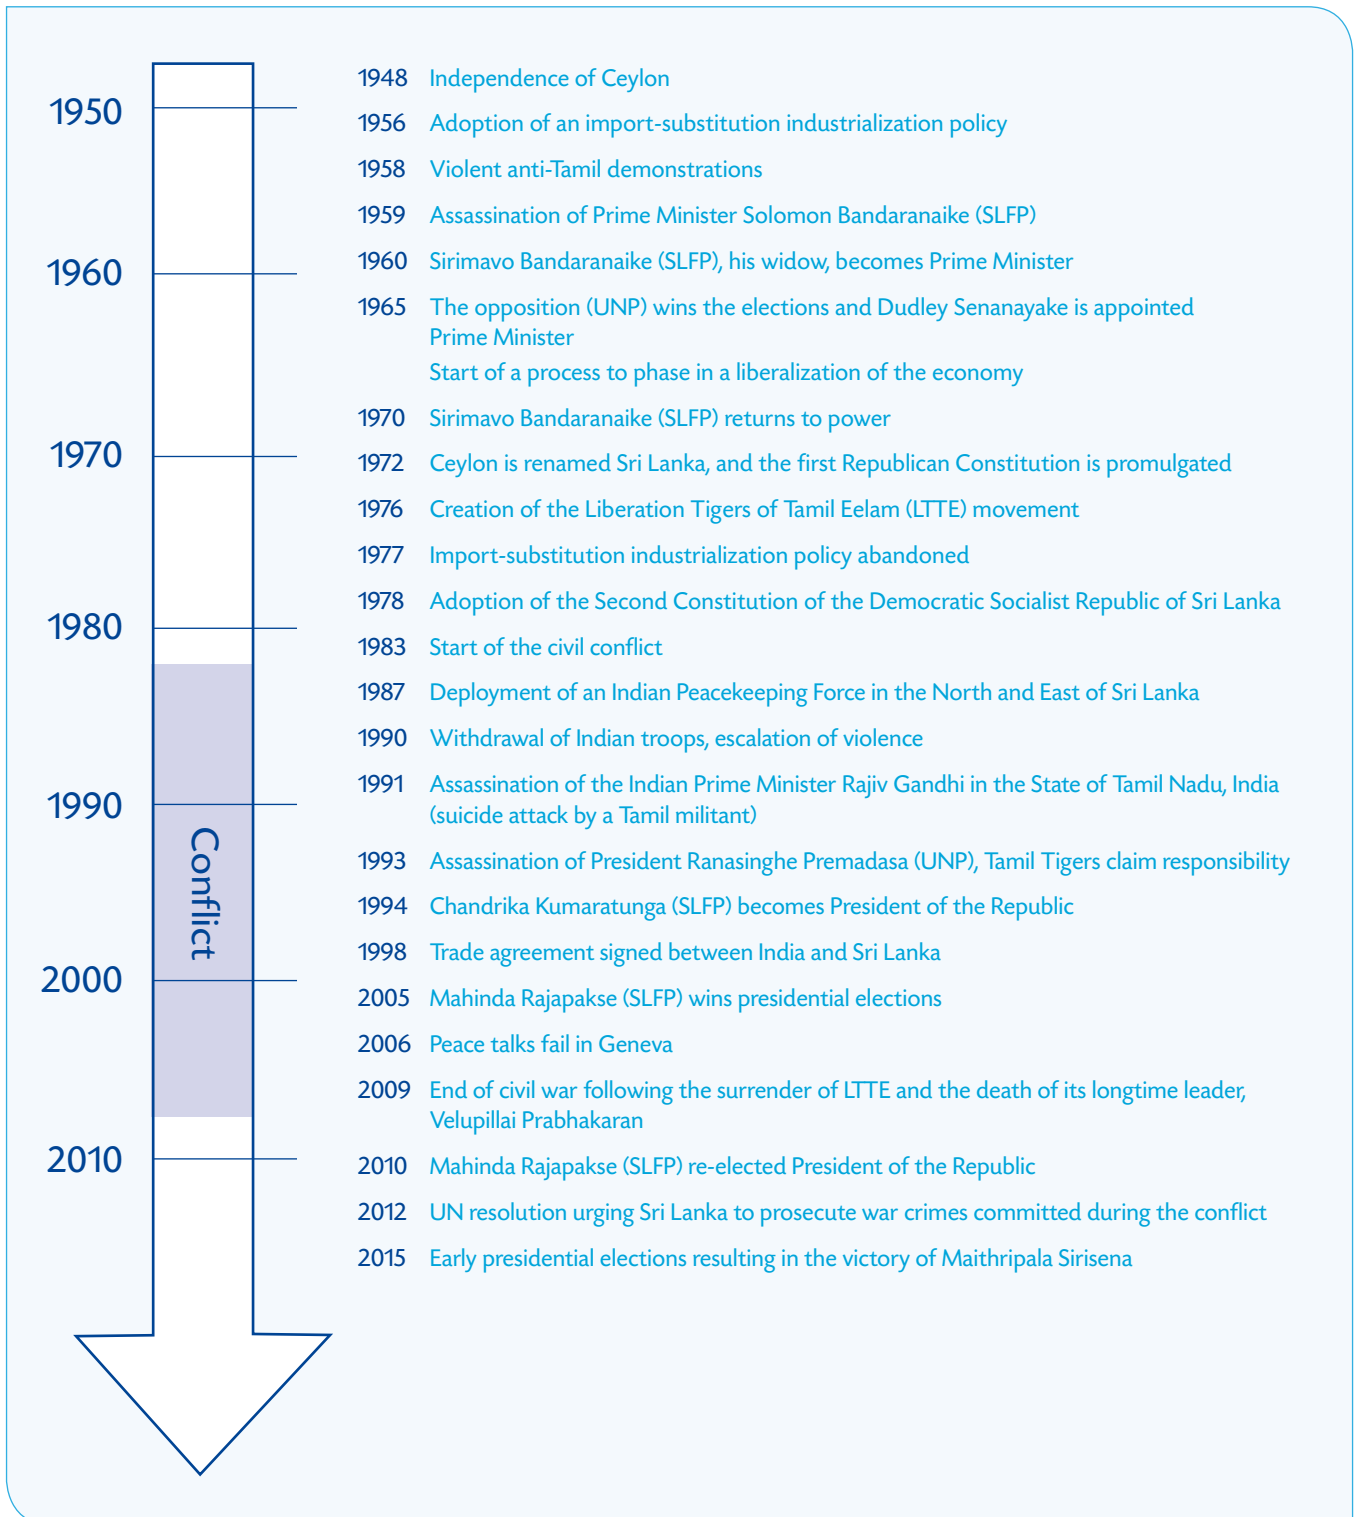 1950
1960
1970
1980
1990
2000
2010
Conflict
1948 Independence of Ceylon
1956 Adoption of an import-substitution industrialization policy
1958 Violent anti-Tamil demonstrations
1959 Assassination of Prime Minister Solomon Bandaranaike (SLFP)
1960 Sirimavo Bandaranaike (SLFP), his widow, becomes Prime Minister
1965 The opposition (UNP) wins the elections and Dudley Senanayake is appointed
Prime Minister
Start of a process to phase in a liberalization of the economy
1970 Sirimavo Bandaranaike (SLFP) returns to power
1972 Ceylon is renamed Sri Lanka, and the first Republican Constitution is promulgated
1976 Creation of the Liberation Tigers of Tamil Eelam (LTTE) movement
1977 Import-substitution industrialization policy abandoned
1978 Adoption of the Second Constitution of the Democratic Socialist Republic of Sri Lanka
1983 Start of the civil conflict
1987 Deployment of an Indian Peacekeeping Force in the North and East of Sri Lanka
1990 Withdrawal of Indian troops, escalation of violence
1991 Assassination of the Indian Prime Minister Rajiv Gandhi in the State of Tamil Nadu, India
(suicide attack by a Tamil militant)
1993 Assassination of President Ranasinghe Premadasa (UNP), Tamil Tigers claim responsibility
1994 Chandrika Kumaratunga (SLFP) becomes President of the Republic
1998 Trade agreement signed between India and Sri Lanka
2005 Mahinda Rajapakse (SLFP) wins presidential elections
2006 Peace talks fail in Geneva
2009 End of civil war following the surrender of LTTE and the death of its longtime leader,
Velupillai Prabhakaran
2010 Mahinda Rajapakse (SLFP) re-elected President of the Republic
2012 UN resolution urging Sri Lanka to prosecute war crimes committed during the conflict
2015 Early presidential elections resulting in the victory of Maithripala Sirisena